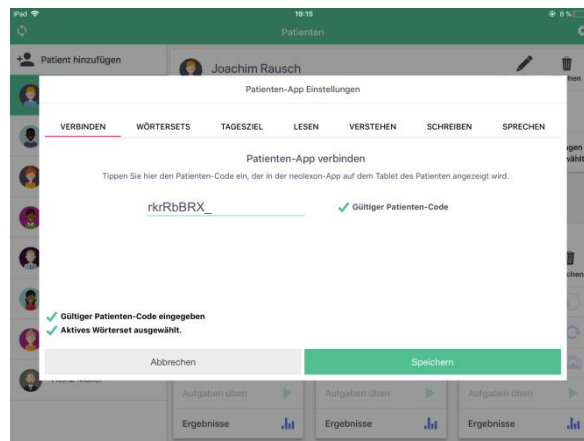 iPad 19:15 8 %
Patienten
Patient hinzufügen
Joachim Rausch
Patienten-App Einstellungen
VERBINDEN WÖRTERSETS TAGESZIEL LESEN VERSTEHEN SCHREIBEN SPRECHEN
Patienten-App verbinden
Tippen Sie hier den Patienten-Code ein, der in der neolexon-App auf dem Tablet des Patienten angezeigt wird.
rkrRbBRX_ Gültiger Patienten-Code
Gültiger Patienten-Code eingegeben
Aktives Wörterset ausgewählt.
Abbrechen Speichern
Aufgaben üben Aufgaben üben Aufgaben üben
Ergebnisse Ergebnisse Ergebnisse